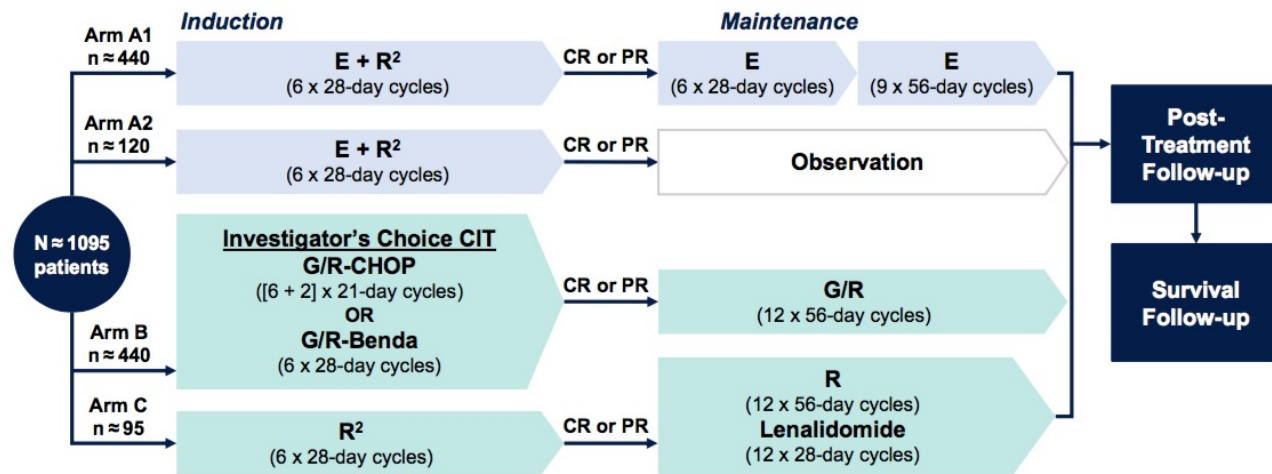 Induction
Maintenance
Arm A1
n ≈ 440
E + R²
(6 x 28-day cycles)
CR or PR
E
(6 x 28-day cycles)
E
(9 x 56-day cycles)
Arm A2
n ≈ 120
E + R²
(6 x 28-day cycles)
CR or PR
Observation
N ≈ 1095
patients
Arm B
n ≈ 440
Investigator's Choice CIT
G/R-CHOP
([6 + 2] x 21-day cycles)
OR
G/R-Benda
(6 x 28-day cycles)
CR or PR
G/R
(12 x 56-day cycles)
Arm C
n ≈ 95
R²
(6 x 28-day cycles)
CR or PR
R
(12 x 56-day cycles)
Lenalidomide
(12 x 28-day cycles)
Post-
Treatment
Follow-up
Survival
Follow-up